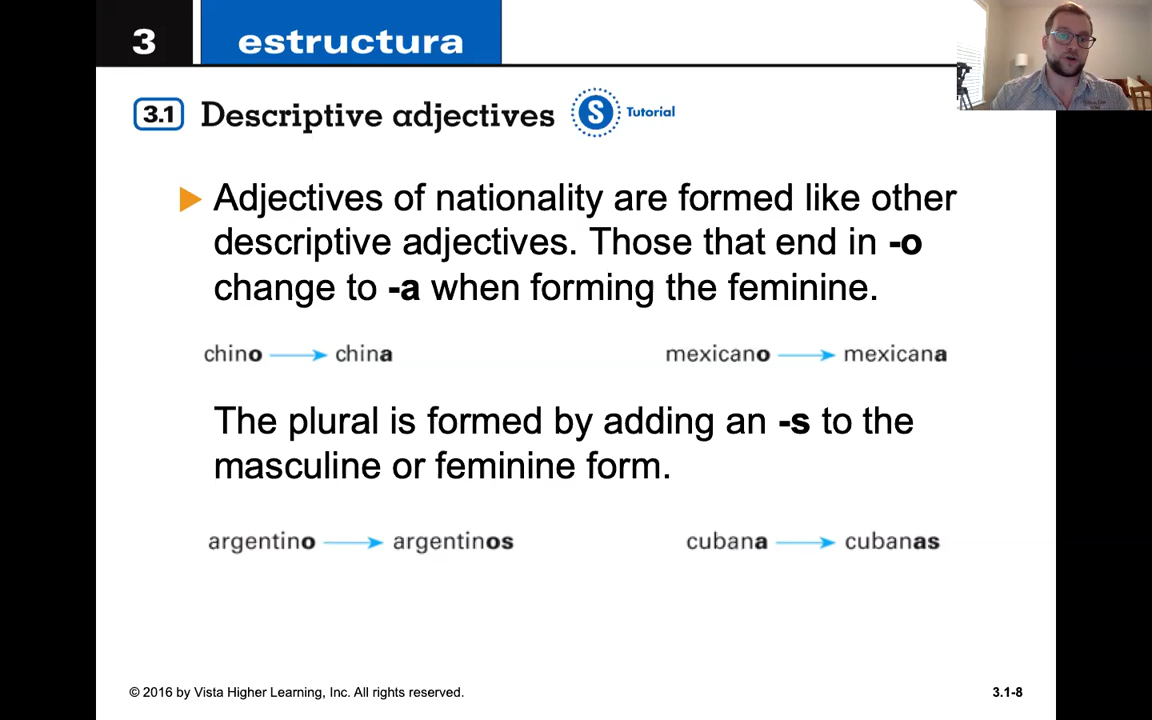 3 estructura
3.1 Descriptive adjectives S Tutorial
Adjectives of nationality are formed like other
descriptive adjectives. Those that end in -o
change to -a when forming the feminine.
chino china mexicano mexicana
The plural is formed by adding an -s to the
masculine or feminine form.
argentino argentinos cubana cubanas
© 2016 by Vista Higher Learning, Inc. All rights reserved. 3.1-8